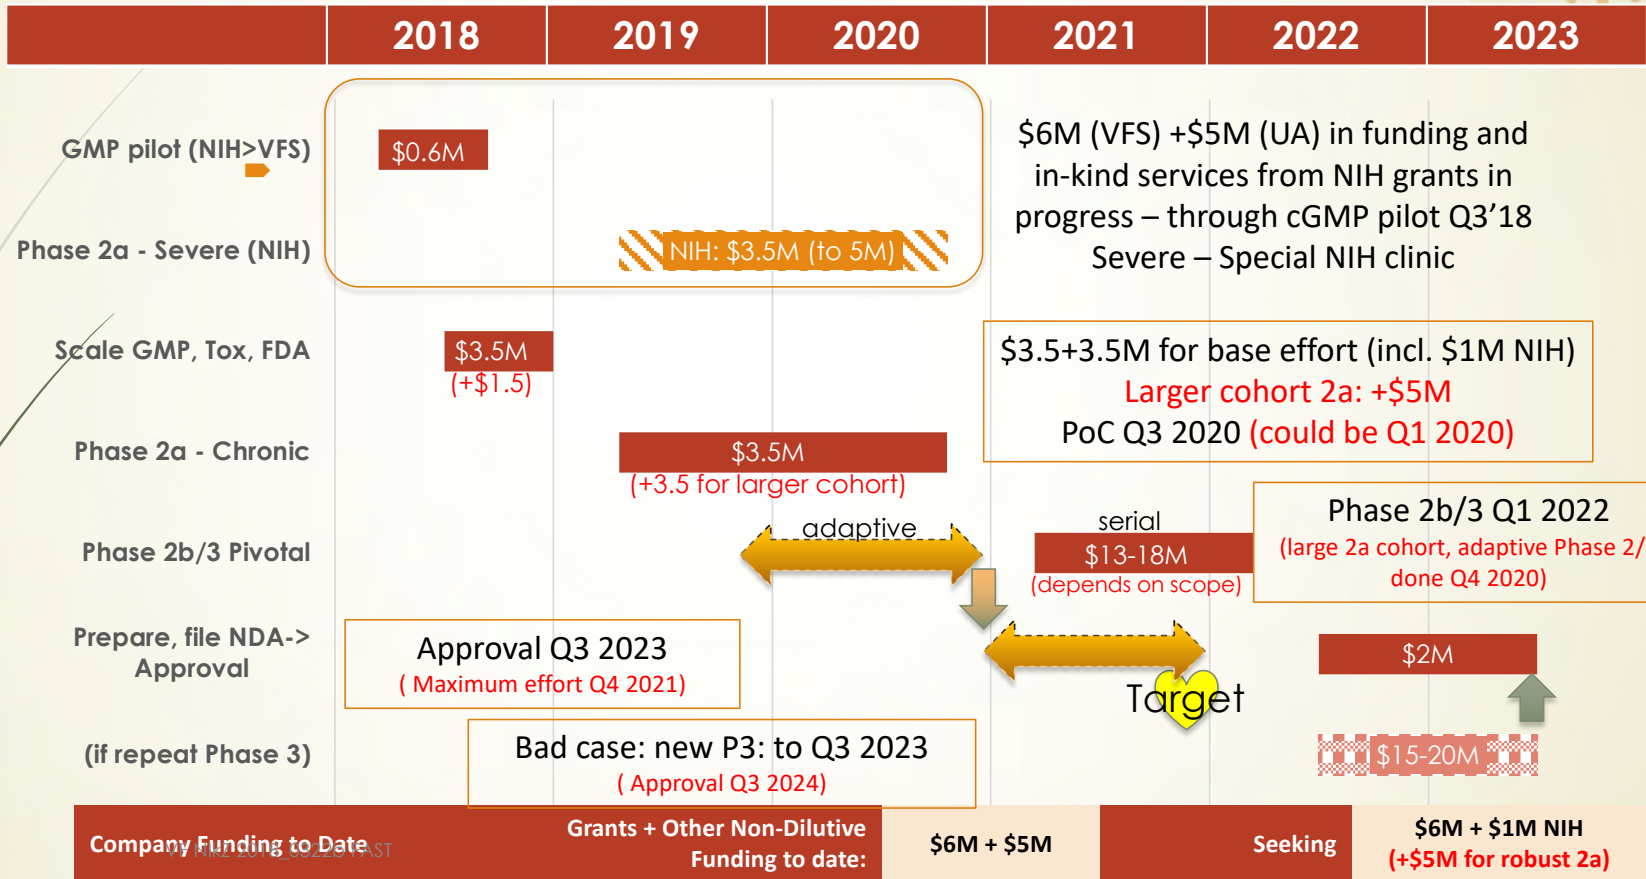 2018 2019 2020 2021 2022 2023
GMP pilot (NIH>VFS)
$0.6M
$6M (VFS) +$5M (UA) in funding and
in-kind services from NIH grants in
progress – through cGMP pilot Q3’18
Severe – Special NIH clinic
Phase 2a - Severe (NIH)
NIH: $3.5M (to 5M)
Scale GMP, Tox, FDA
$3.5M
(+$1.5)
$3.5+3.5M for base effort (incl. $1M NIH)
Larger cohort 2a: +$5M
PoC Q3 2020 (could be Q1 2020)
Phase 2a - Chronic
$3.5M
(+3.5 for larger cohort)
Phase 2b/3 Pivotal
adaptive
serial
$13-18M
(depends on scope)
Phase 2b/3 Q1 2022
(large 2a cohort, adaptive Phase 2/
done Q4 2020)
Prepare, file NDA->
Approval
Approval Q3 2023
( Maximum effort Q4 2021)
Target
$2M
(if repeat Phase 3)
Bad case: new P3: to Q3 2023
( Approval Q3 2024)
$15-20M
Company Funding to Date
Grants + Other Non-Dilutive
Funding to date:
$6M + $5M
Seeking
$6M + $1M NIH
(+$5M for robust 2a)